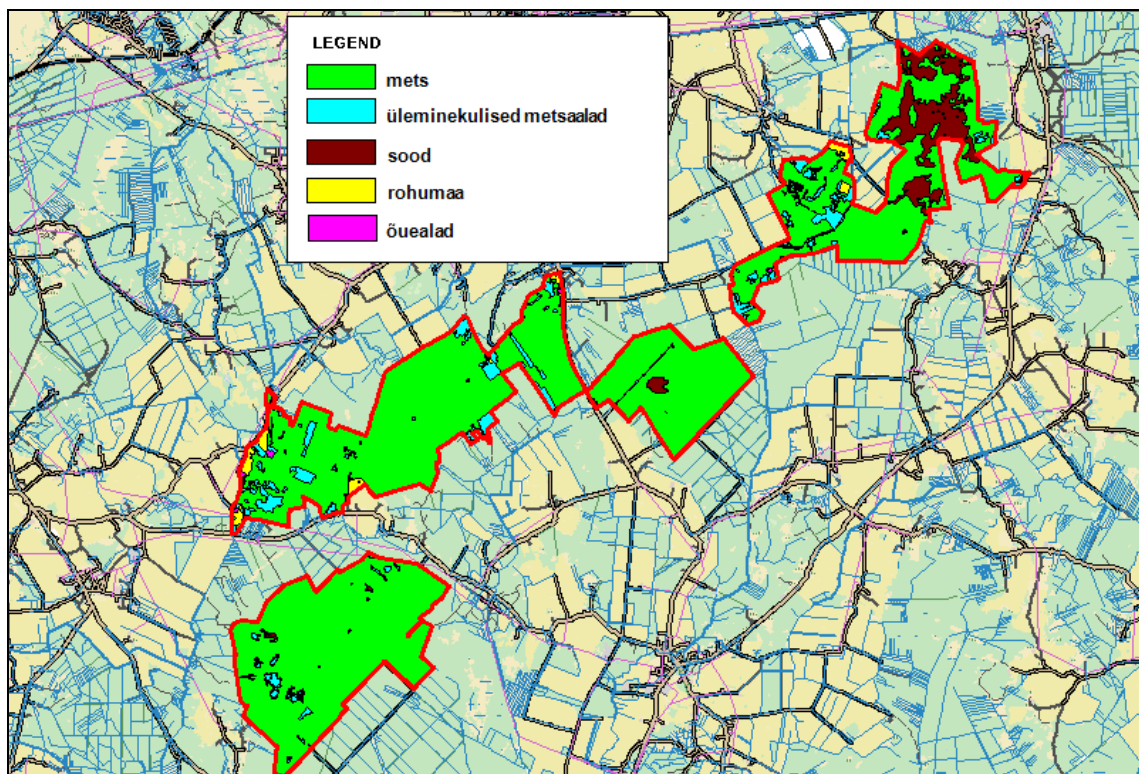 LEGEND
mets
üleminekulised metsaalad
sood
rohumaa
õuealad